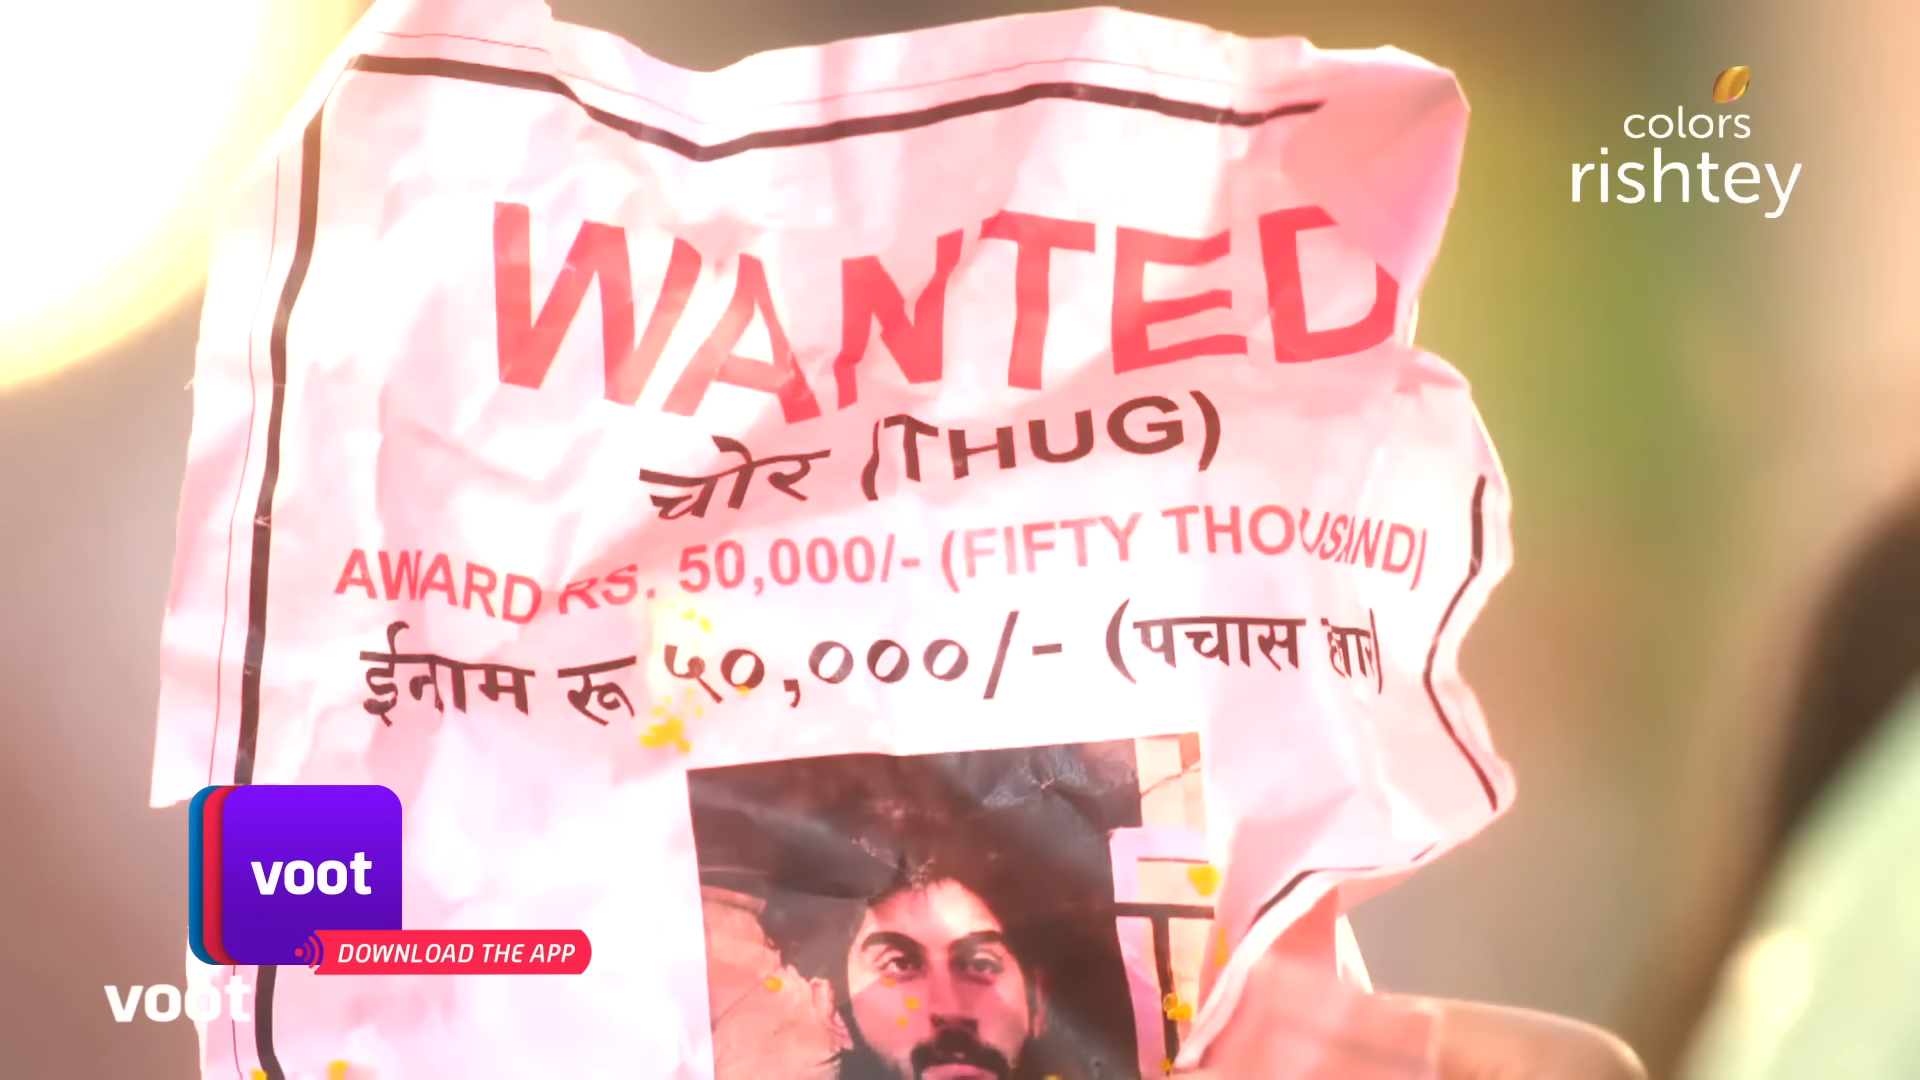 colors
rishtey
WANTED
चोर (THUG)
AWARD RS. 50,000/- (FIFTY THOUSAND)
ईनाम रू ५०,०००/- (पचास
voot
DOWNLOAD THE APP
voot